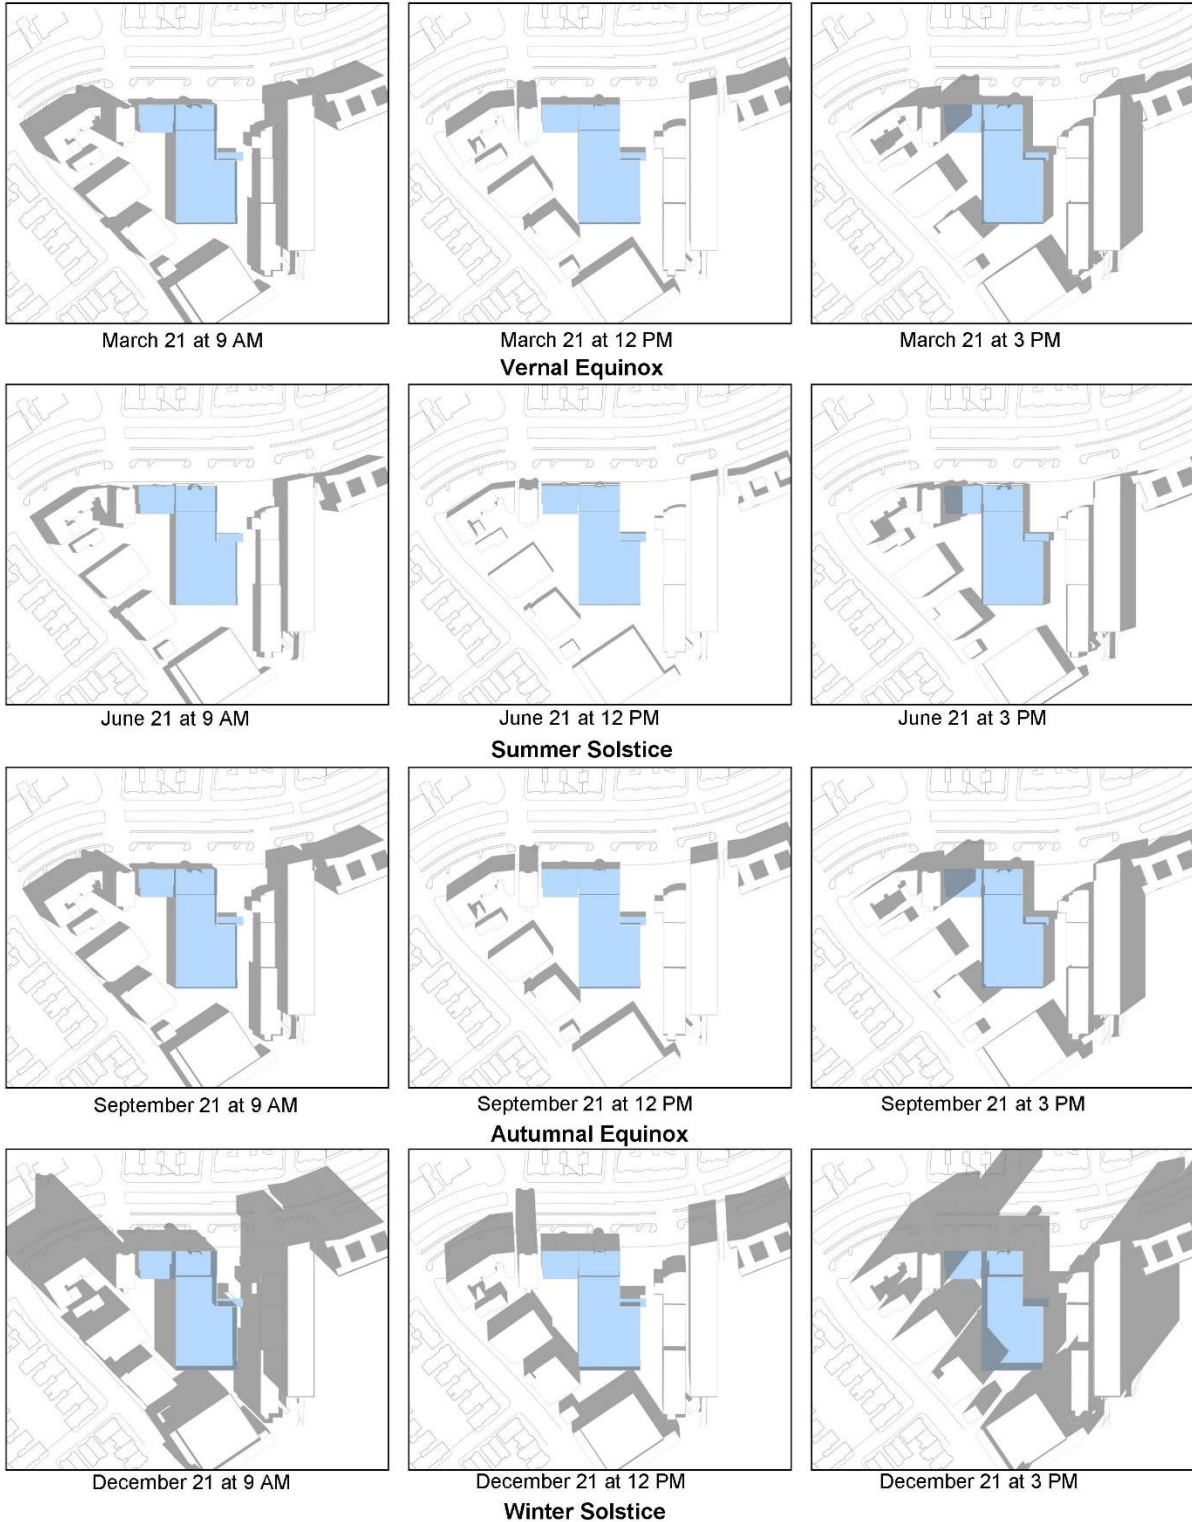 March 21 at 9 AM
March 21 at 12 PM
March 21 at 3 PM
Vernal Equinox
June 21 at 9 AM
June 21 at 12 PM
June 21 at 3 PM
Summer Solstice
September 21 at 9 AM
September 21 at 12 PM
September 21 at 3 PM
Autumnal Equinox
December 21 at 9 AM
December 21 at 12 PM
December 21 at 3 PM
Winter Solstice